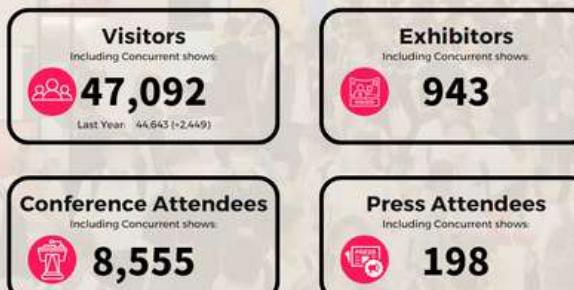 Visitors
Including Concurrent shows:
47,092
Last Year: 44,643 (+2,449)
Exhibitors
Including Concurrent shows:
943
Conference Attendees
Including Concurrent shows:
8,555
Press Attendees
Including Concurrent shows:
PRESS
198